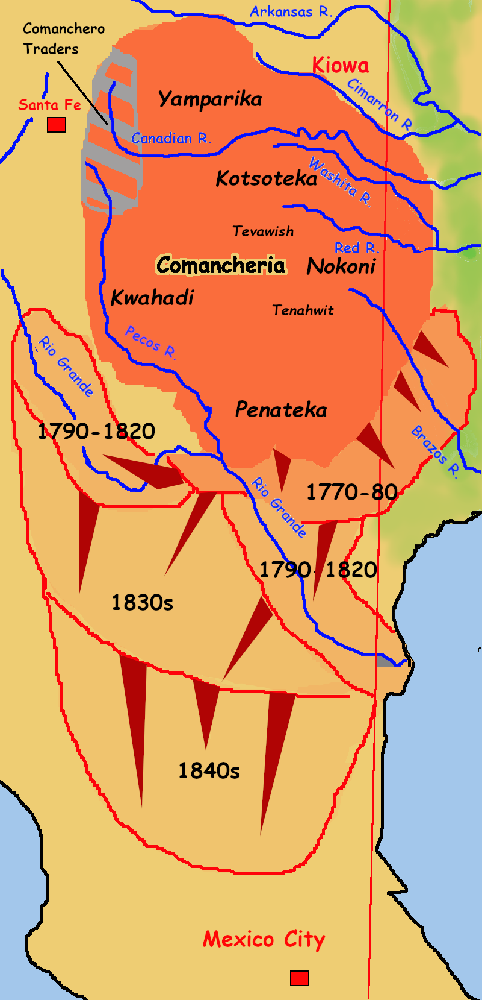 Arkansas R.
Comanchero
Traders
Kiowa
Cimarron R.
Yamparika
Santa Fe
Canadian R.
Kotsoteka
Washita R.
Tevawish
Red R.
Comancheria
Nokoni
Kwahadi
Tenahwit
Pecos R.
Rio Grande
Penateka
1790-1820
Brazos R.
1770-80
Rio Grande
1790-1820
1830s
1840s
Mexico City